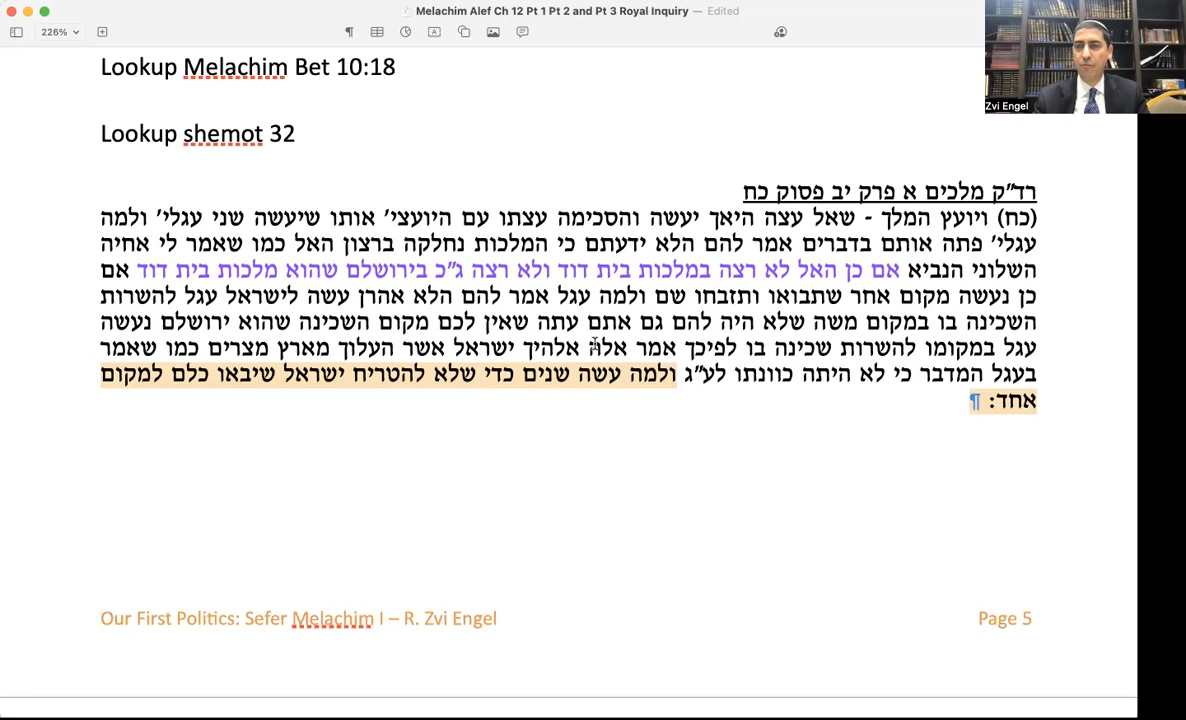 Melachim Alef Ch 12 Pt 1 Pt 2 and Pt 3 Royal Inquiry — Edited
226%
Zvi Engel
Lookup Melachim Bet 10:18
Lookup shemot 32
רד"ק מלכים א פרק יב פסוק כח
(כח) ויועץ המלך - שאל עצה היאך יעשה והסכימה עצתו עם היועצי' אותו שיעשה שני עגלי' ולמה
עגלי' פתה אותם בדברים אמר להם הלא ידעתם כי המלכות נחלקה ברצון האל כמו שאמר לי אחיה
השלוני הנביא אם כן האל לא רצה במלכות בית דוד ולא רצה ג"כ בירושלם שהוא מלכות בית דוד אם
כן נעשה מקום אחר שתבואו ותזבחו שם ולמה עגל אמר להם הלא אהרן עשה לישראל עגל להשרות
השכינה בו במקום משה שלא היה להם גם אתם עתה שאין לכם מקום השכינה שהוא ירושלם נעשה
עגל במקומו להשרות שכינה בו לפיכך אמר אלה אלהיך ישראל אשר העלוך מארץ מצרים כמו שאמר
בעגל המדבר כי לא היתה כוונתו לע"ג ולמה עשה שנים כדי שלא להטריח ישראל שיבאו כלם למקום
אחד: ¶
Our First Politics: Sefer Melachim I – R. Zvi Engel
Page 5